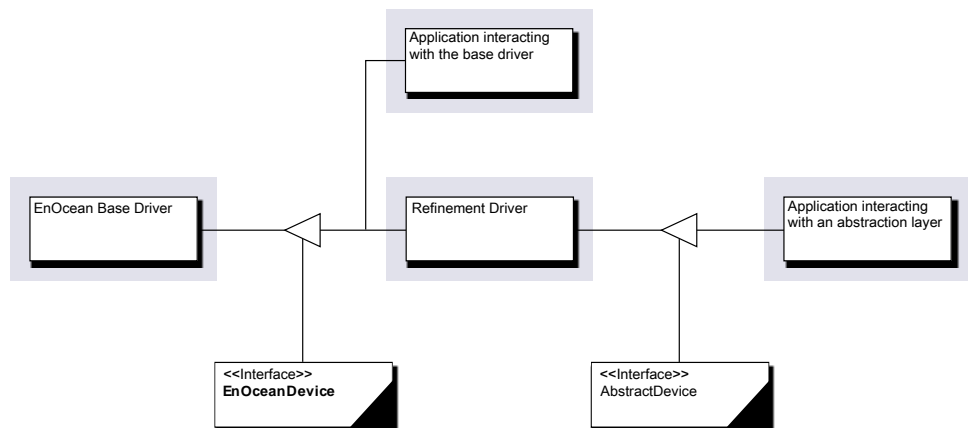 Application interacting
with the base driver
EnOcean Base Driver
Refinement Driver
Application interacting
with an abstraction layer
<<Interface>>
EnOceanDevice
<<Interface>>
AbstractDevice